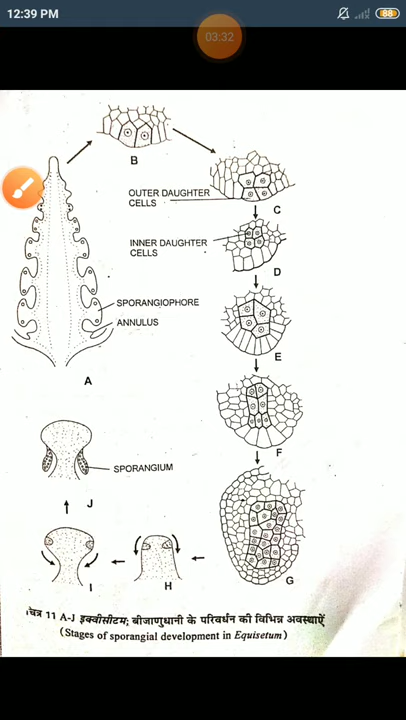 12:39 PM
88
03:32
B
OUTER DAUGHTER
CELLS
C
INNER DAUGHTER
CELLS
D
SPORANGIOPHORE
ANNULUS
E
A
F
SPORANGIUM
J
I
H
G
चित्र 11 A-J इक्वीसीटम; बीजाणुधानी के परिवर्धन की विभिन्न अवस्थाऐं
(Stages of sporangial development in Equisetum)